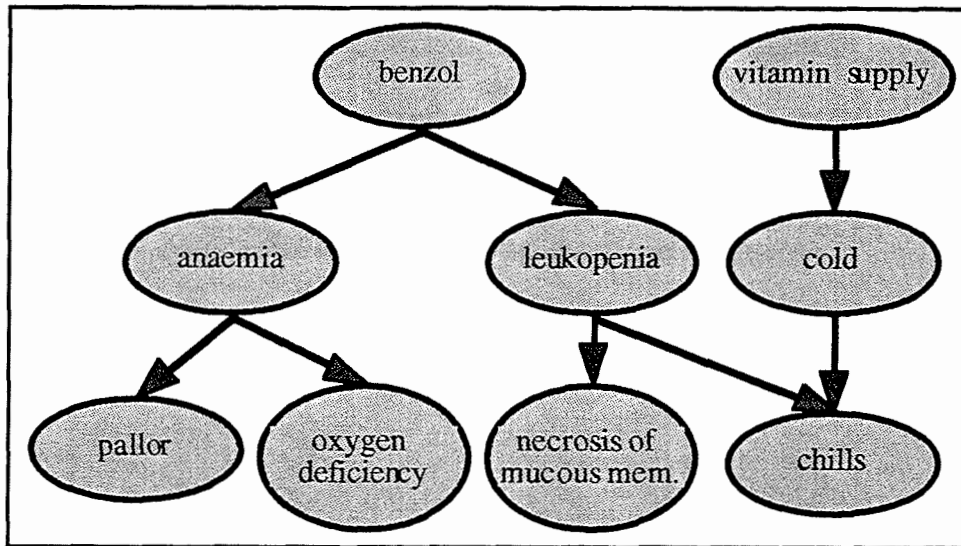 benzol
vitamin supply
anaemia
leukopenia
cold
pallor
oxygen
deficiency
necrosis of
mucous mem.
chills